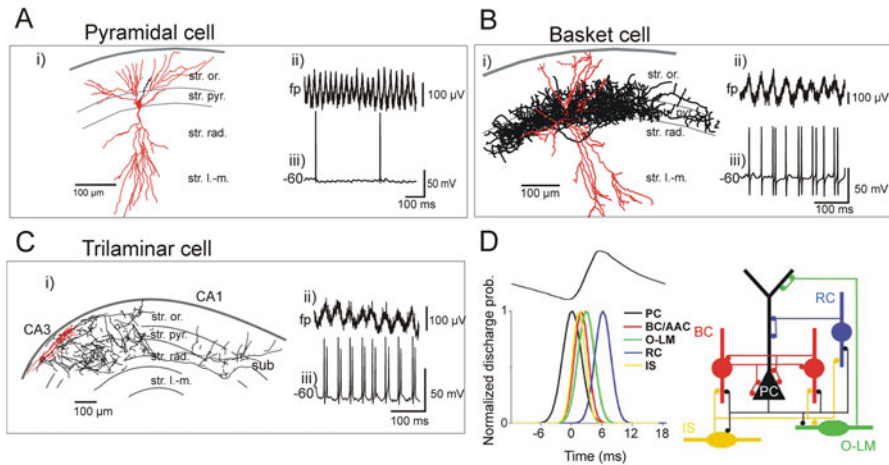 A
Pyramidal cell
i)
str. or.
str. pyr.
str. rad.
str. l.-m.
100 µm
ii)
fp
100 µV
iii)
-60
50 mV
100 ms
B
Basket cell
i)
str. or.
str. pyr.
str. rad.
str. l.-m.
100 µm
ii)
fp
100 µV
iii)
-60
50 mV
100 ms
C
Trilaminar cell
i)
CA1
CA3
str. or.
str. pyr.
str. rad.
str. l.-m.
sub
100 µm
ii)
fp
100 µV
iii)
-60
50 mV
100 ms
D
Normalized discharge prob.
1
0
PC
BC/AAC
O-LM
RC
IS
-6 0 6 12 18
Time (ms)
RC
BC
PC
IS
O-LM